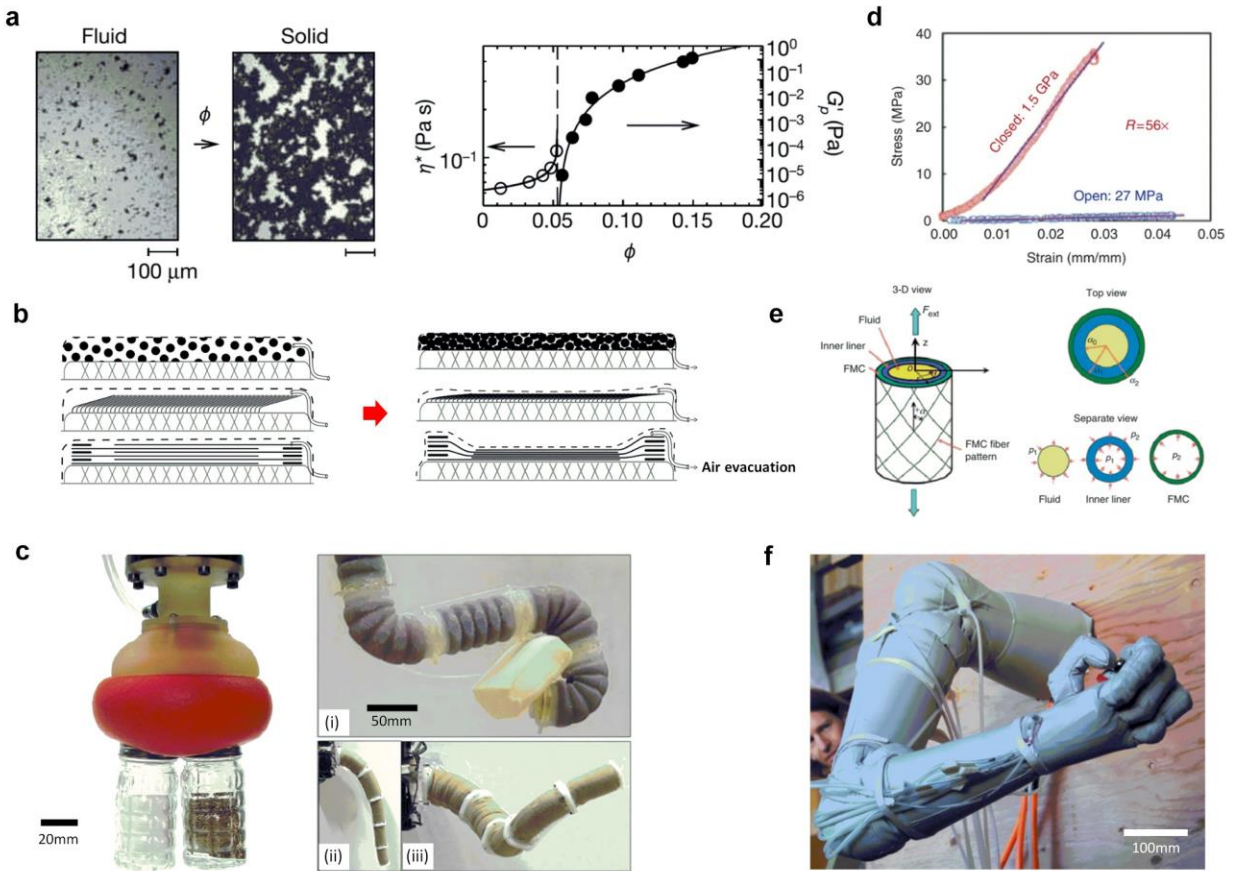 a
Fluid
Solid
ϕ
100 μm
η* (Pa s)
10⁻¹
0
0.05
0.10
0.15
0.20
ϕ
10⁰
10⁻¹
10⁻²
10⁻³
10⁻⁴
10⁻⁵
10⁻⁶
G'ₚ (Pa)
d
Stress (MPa)
40
30
20
10
0
Closed: 1.5 GPa
R=56×
Open: 27 MPa
0.00
0.01
0.02
0.03
0.04
0.05
Strain (mm/mm)
b
Air evacuation
e
3-D view
F_ext
Fluid
Inner liner
FMC
z
FMC fiber
pattern
Top view
α₀
α₂
Separate view
P₁
P₁
P₂
P₂
Fluid
Inner liner
FMC
c
20mm
(i)
50mm
(ii)
(iii)
f
100mm